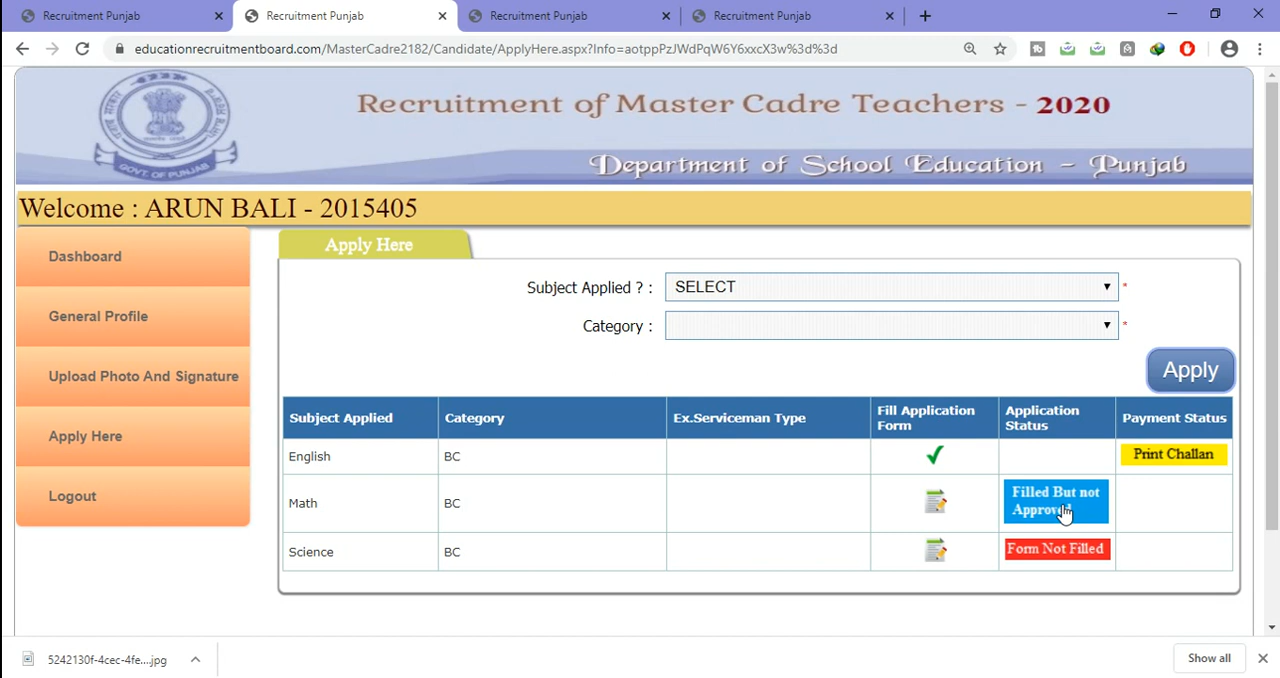 Recruitment Punjab
Recruitment Punjab
Recruitment Punjab
Recruitment Punjab
educationrecruitmentboard.com/MasterCadre2182/Candidate/ApplyHere.aspx?Info=aotppPzJWdPqW6Y6xxcX3w%3d%3d
Recruitment of Master Cadre Teachers - 2020
Department of School Education - Punjab
GOVT. OF PUNJAB
Welcome : ARUN BALI - 2015405
Dashboard
General Profile
Upload Photo And Signature
Apply Here
Logout
Apply Here
Subject Applied ? : SELECT *
Category : *
Apply
Subject Applied Category Ex.Serviceman Type Fill Application Form Application Status Payment Status
English BC Print Challan
Math BC Filled But not Approved
Science BC Form Not Filled
5242130f-4cec-4fe....jpg
Show all